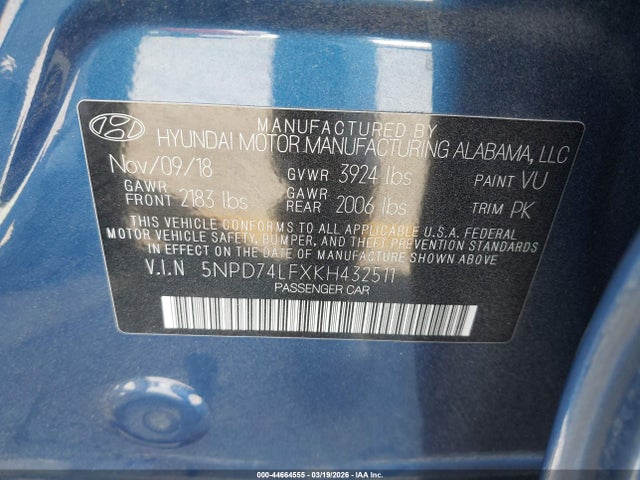 MANUFACTURED BY
HYUNDAI MOTOR MANUFACTURING ALABAMA, LLC
Nov/09/18 GVWR 3924 lbs PAINT VU
GAWR FRONT 2183 lbs GAWR REAR 2006 lbs TRIM PK
THIS VEHICLE CONFORMS TO ALL APPLICABLE U.S.A. FEDERAL
MOTOR VEHICLE SAFETY, BUMPER, AND THEFT PREVENTION STANDARDS
IN EFFECT ON THE DATE OF MANUFACTURE SHOWN ABOVE.
V.I.N 5NPD74LFXKH432511
PASSENGER CAR
000-44664555 | 03/19/2026 - IAA Inc.